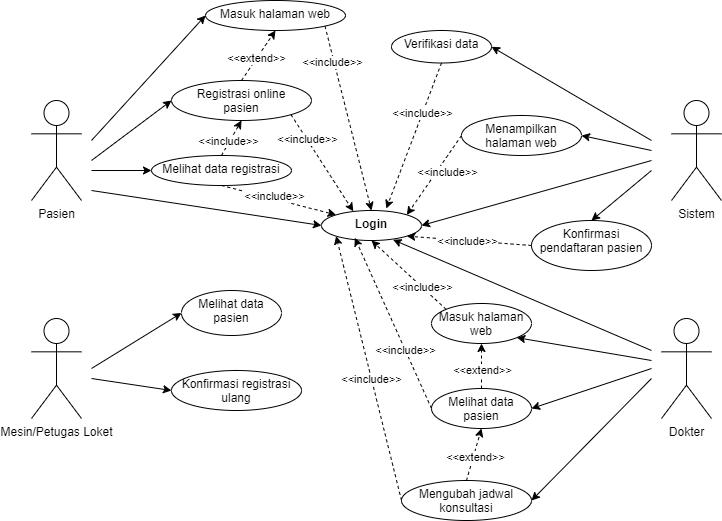 Masuk halaman web
<<extend>>
<<include>>
Verifikasi data
Registrasi online
pasien
<<include>>
<<include>>
<<include>>
Menampilkan
halaman web
Melihat data registrasi
<<include>>
<<include>>
Pasien
Sistem
Login
Konfirmasi
pendaftaran pasien
<<include>>
<<include>>
Melihat data
pasien
Masuk halaman
web
<<include>>
<<include>>
<<extend>>
Konfirmasi registrasi
ulang
Melihat data
pasien
Mesin/Petugas Loket
Dokter
<<extend>>
Mengubah jadwal
konsultasi